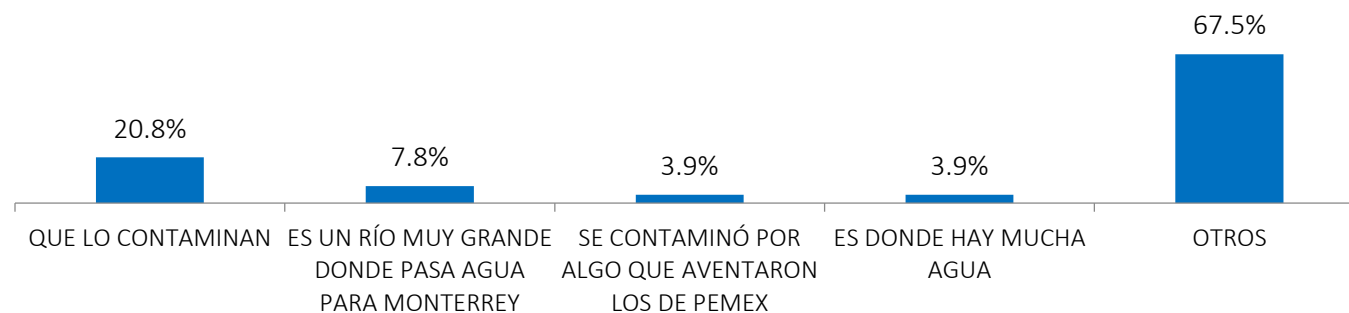 67.5%
20.8%
7.8%
3.9%
3.9%
QUE LO CONTAMINAN
ES UN RÍO MUY GRANDE
DONDE PASA AGUA
PARA MONTERREY
SE CONTAMINÓ POR
ALGO QUE AVENTARON
LOS DE PEMEX
ES DONDE HAY MUCHA
AGUA
OTROS